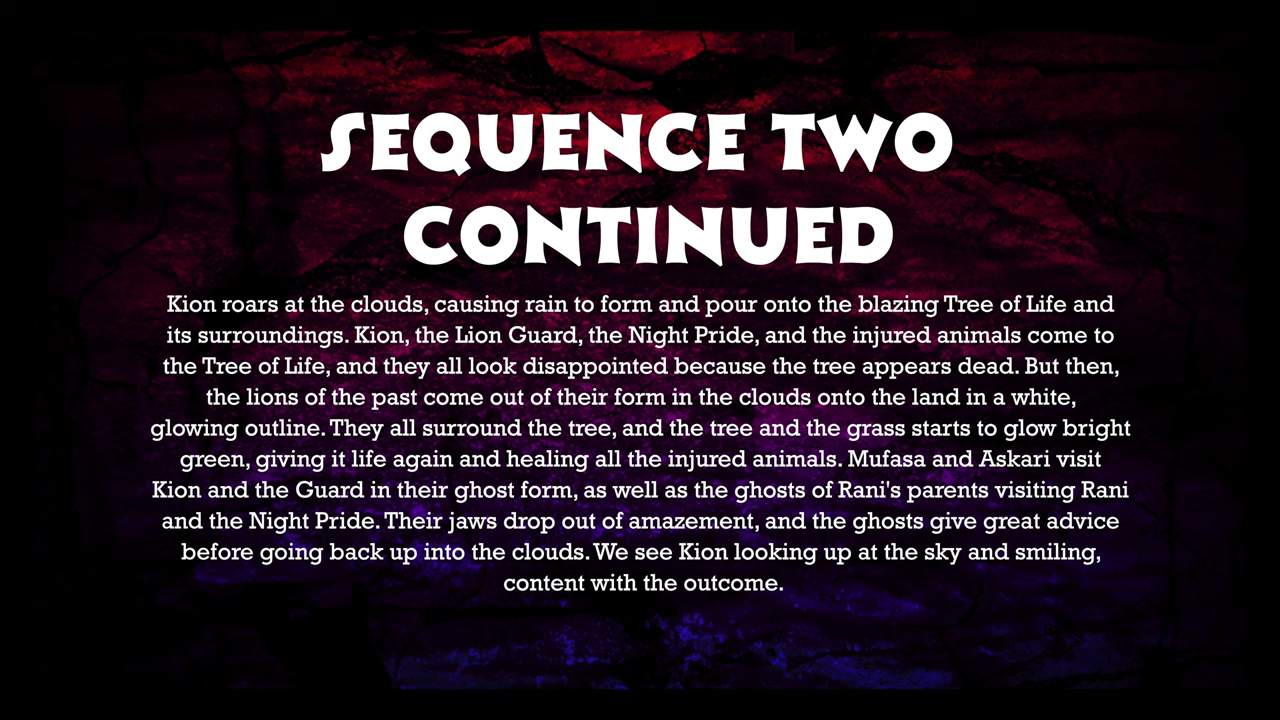 SEQUENCE TWO
CONTINUED
Kion roars at the clouds, causing rain to form and pour onto the blazing Tree of Life and
its surroundings. Kion, the Lion Guard, the Night Pride, and the injured animals come to
the Tree of Life, and they all look disappointed because the tree appears dead. But then,
the lions of the past come out of their form in the clouds onto the land in a white,
glowing outline. They all surround the tree, and the tree and the grass starts to glow bright
green, giving it life again and healing all the injured animals. Mufasa and Askari visit
Kion and the Guard in their ghost form, as well as the ghosts of Rani's parents visiting Rani
and the Night Pride. Their jaws drop out of amazement, and the ghosts give great advice
before going back up into the clouds. We see Kion looking up at the sky and smiling,
content with the outcome.